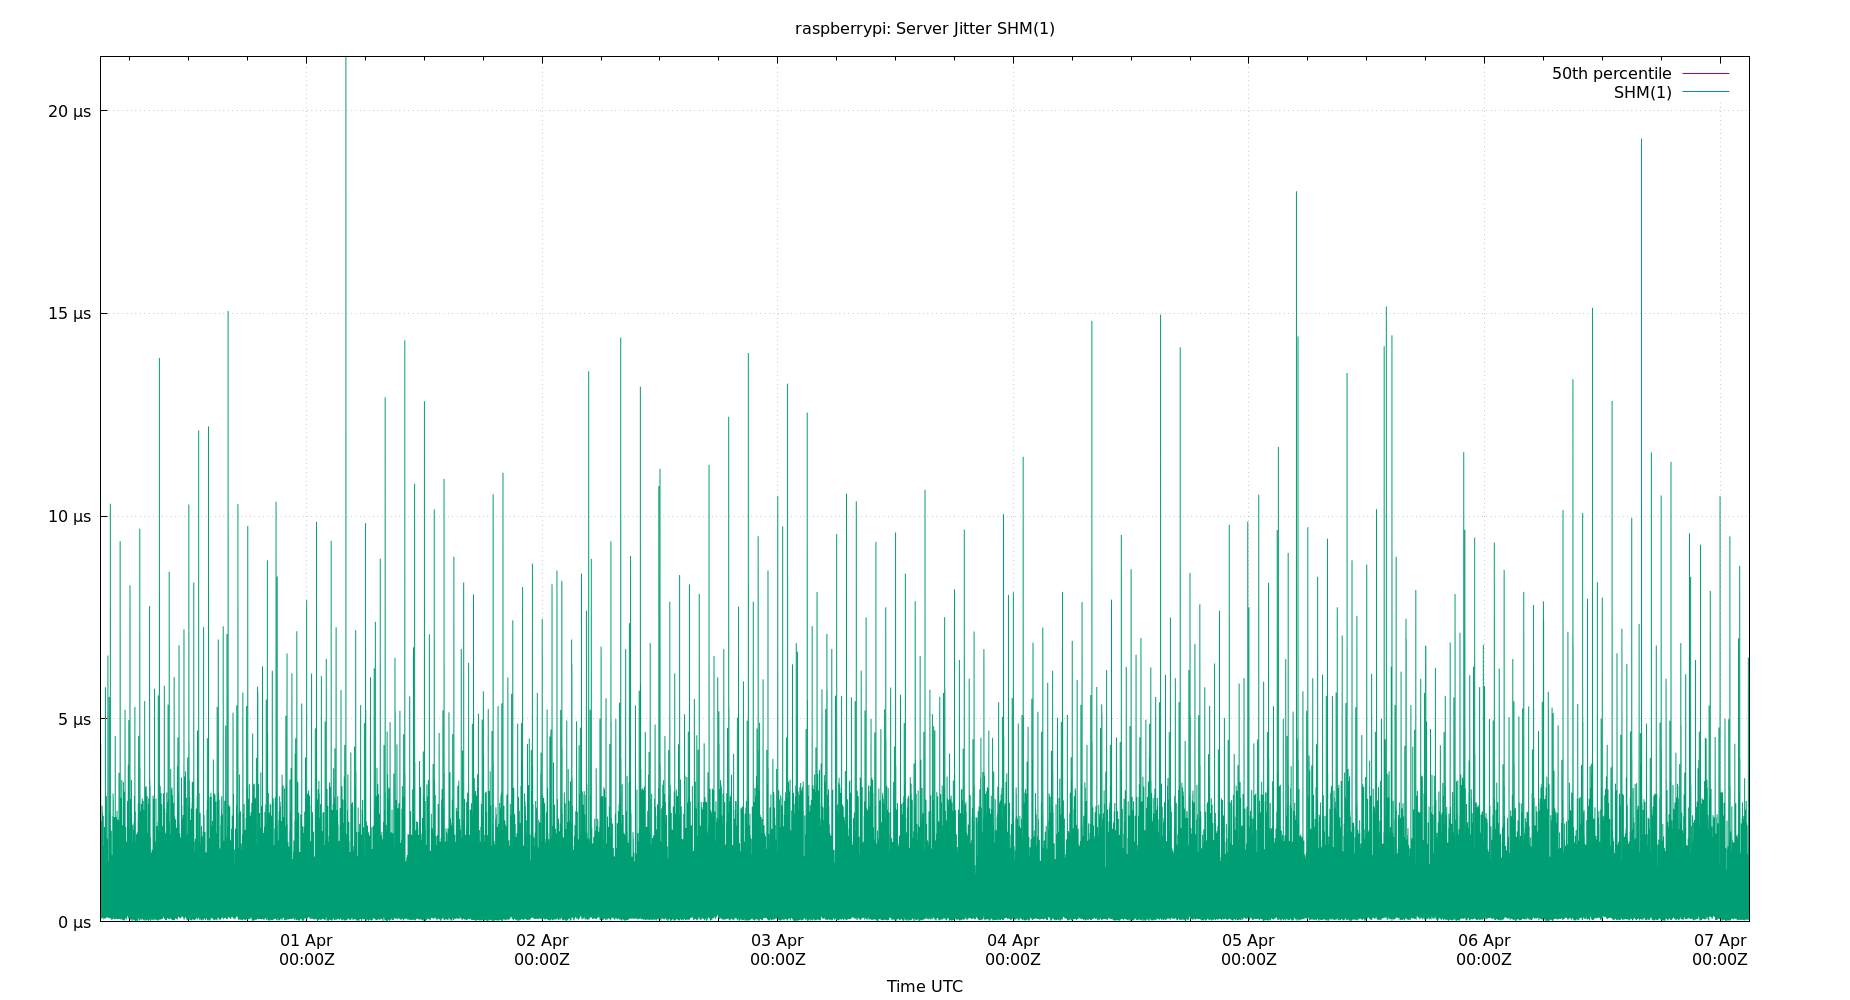 raspberrypi: Server Jitter SHM(1)
50th percentile
SHM(1)
20 µs
15 µs
10 µs
5 µs
0 µs
01 Apr 02 Apr 03 Apr 04 Apr 05 Apr 06 Apr 07 Apr
00:00Z 00:00Z 00:00Z 00:00Z 00:00Z 00:00Z 00:00Z
Time UTC